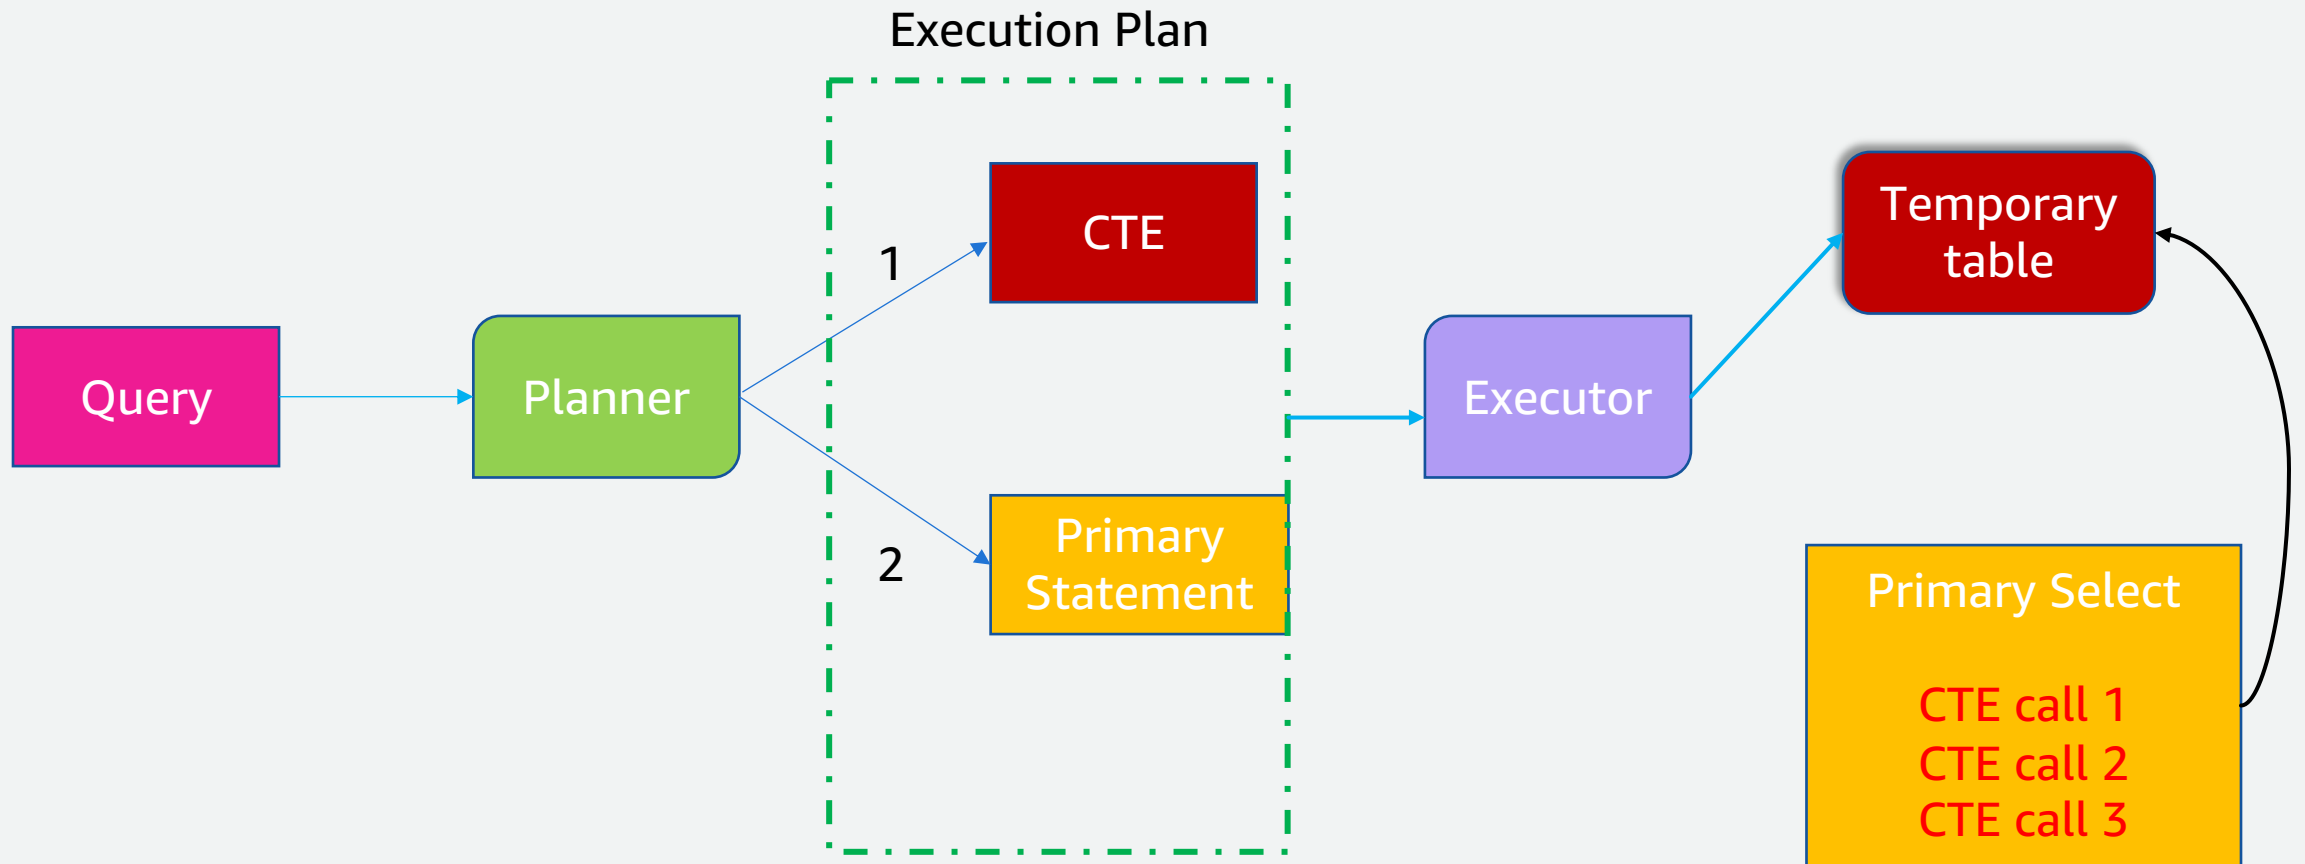 Execution Plan
Query
Planner
1
2
CTE
Primary
Statement
Executor
Temporary
table
Primary Select
CTE call 1
CTE call 2
CTE call 3